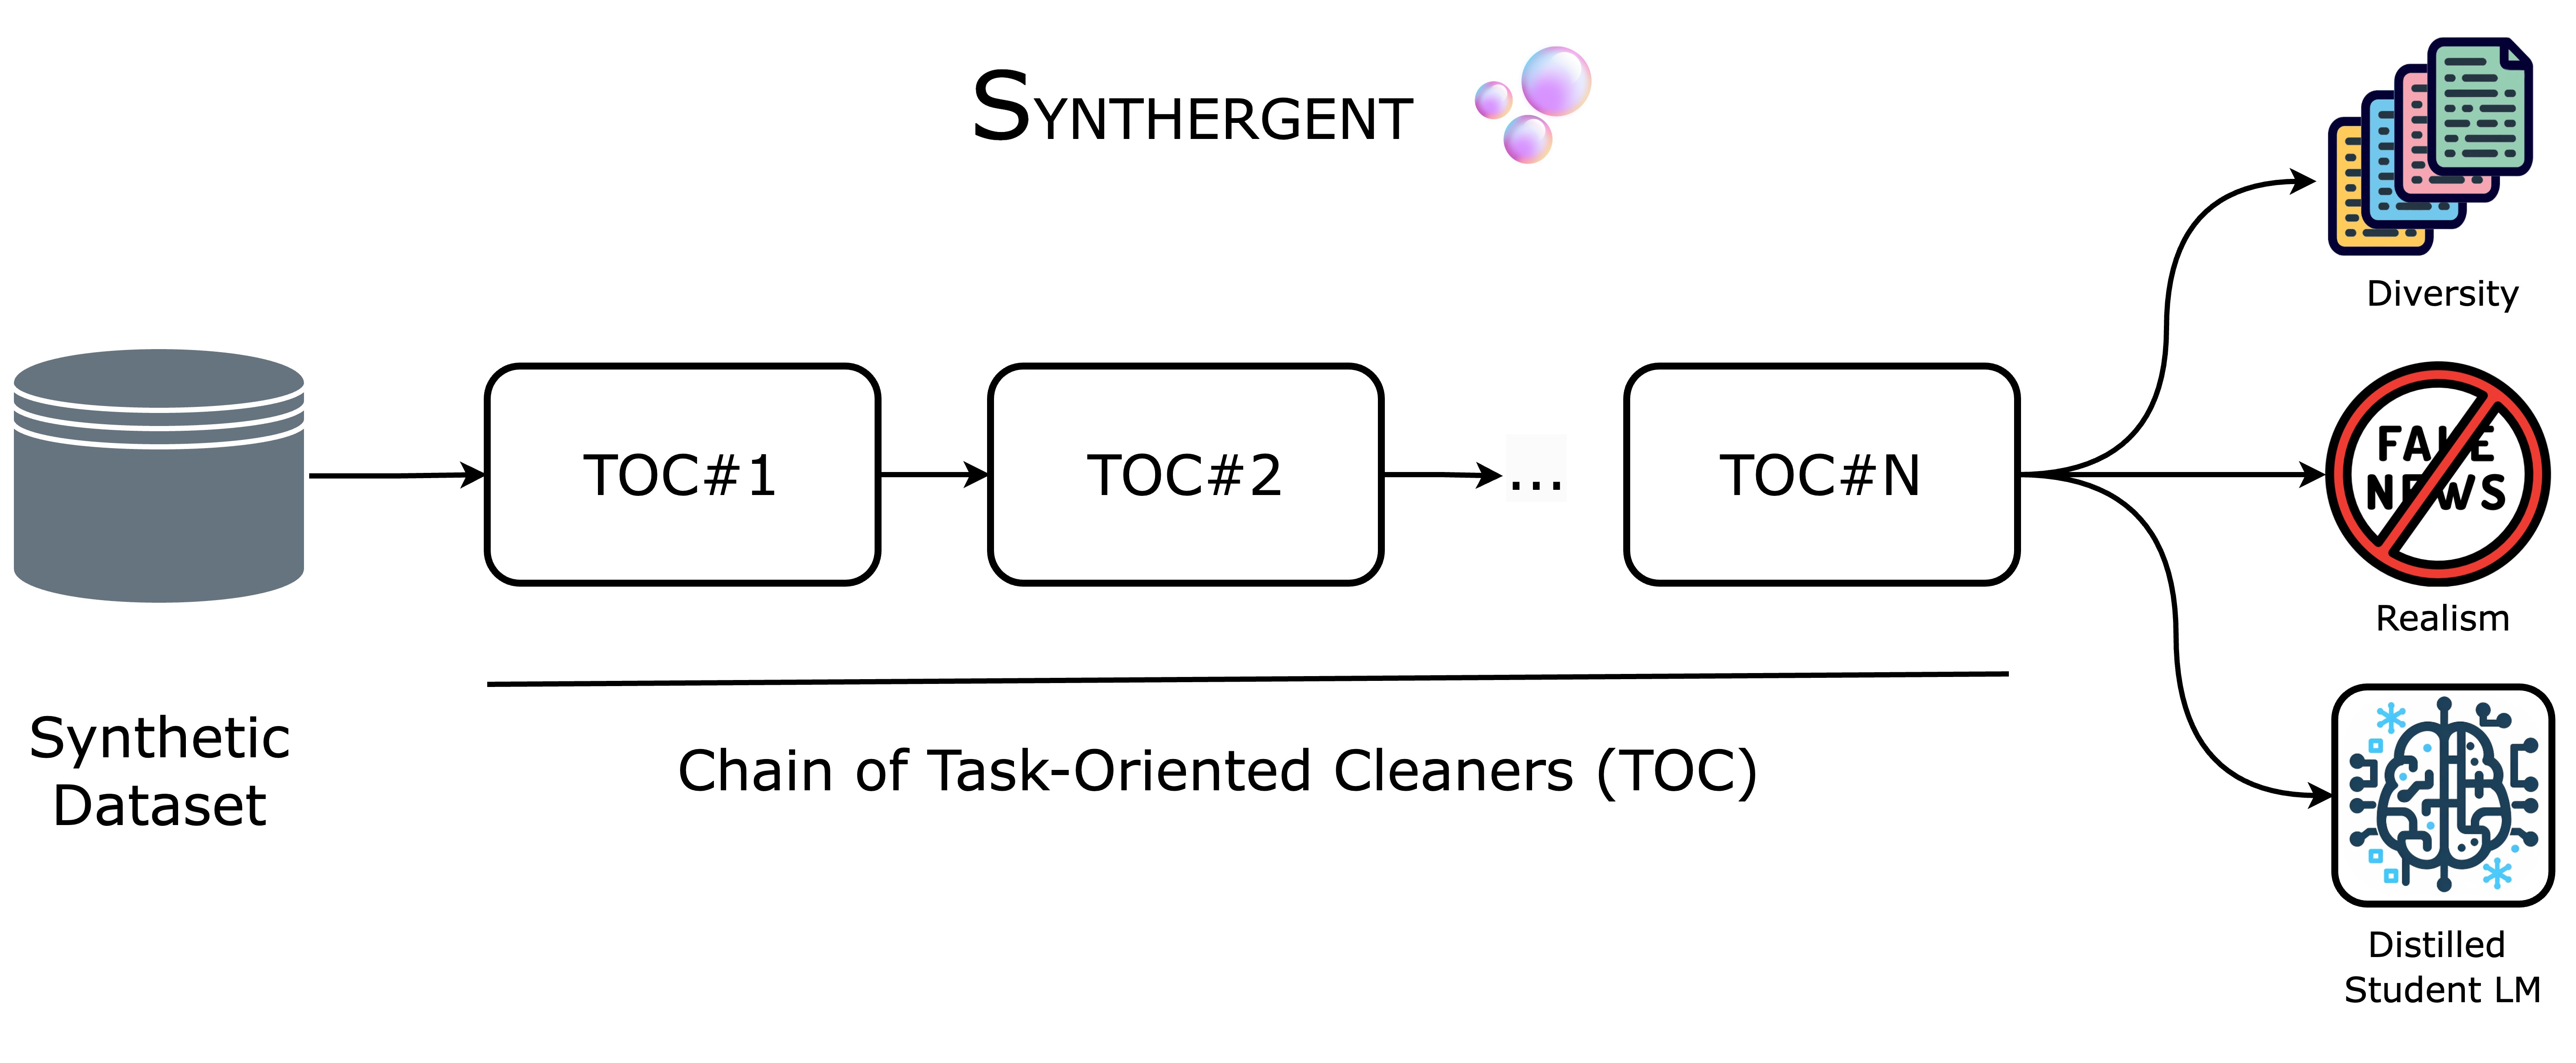 SYNTHERGENT
Diversity
TOC#1
TOC#2
...
TOC#N
FAKE
NEWS
Realism
Synthetic
Dataset
Chain of Task-Oriented Cleaners (TOC)
Distilled
Student LM